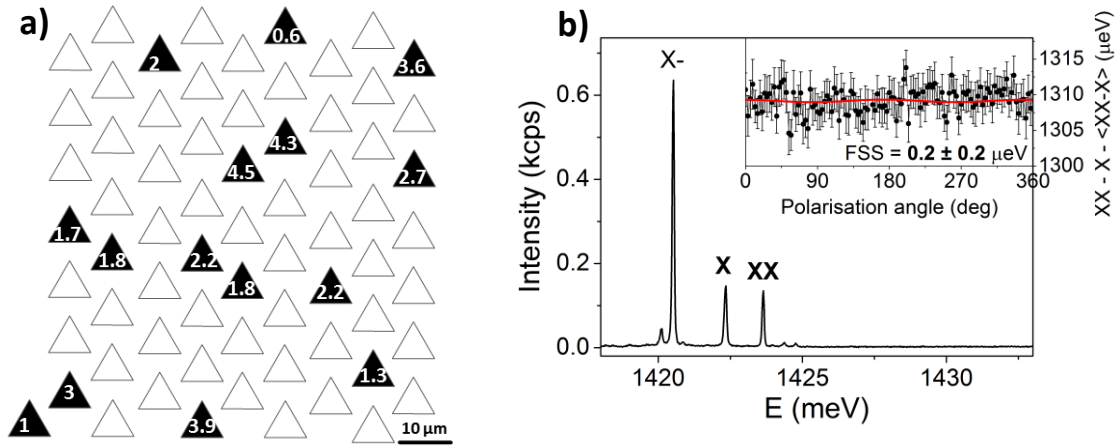 a)
0.6
2
3.6
4.3
4.5
2.7
1.7
1.8
2.2
1.8
2.2
1.3
3
1
3.9
10 µm
b)
X-
X
XX
Intensity (kcps)
0.6
0.4
0.2
0.0
1420
1425
1430
E (meV)
FSS = 0.2 ± 0.2 µeV
0
90
180
270
360
Polarisation angle (deg)
1315
1310
1305
1300
XX - X - <XX-X> (µeV)